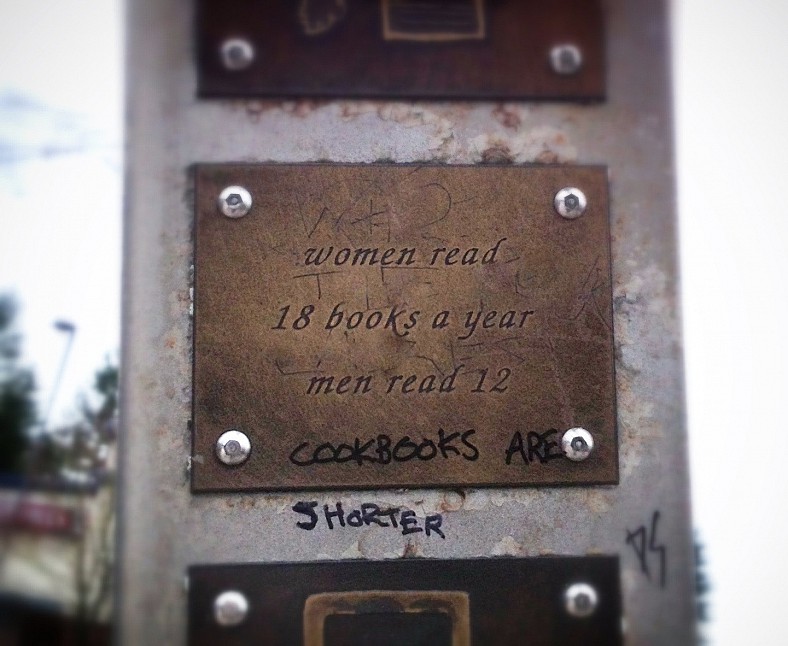 women read
18 books a year
men read 12
COOKBOOKS ARE
SHORTER